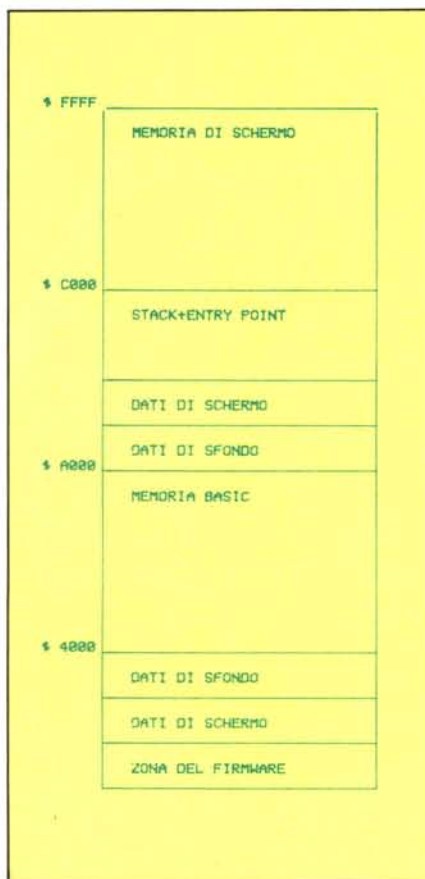 $ FFFF
MEMORIA DI SCHERMO
$ C000
STACK+ENTRY POINT
DATI DI SCHERMO
DATI DI SFONDO
$ A000
MEMORIA BASIC
$ 4000
DATI DI SFONDO
DATI DI SCHERMO
ZONA DEL FIRMWARE